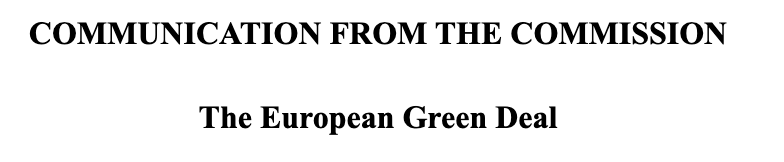 COMMUNICATION FROM THE COMMISSION
The European Green Deal